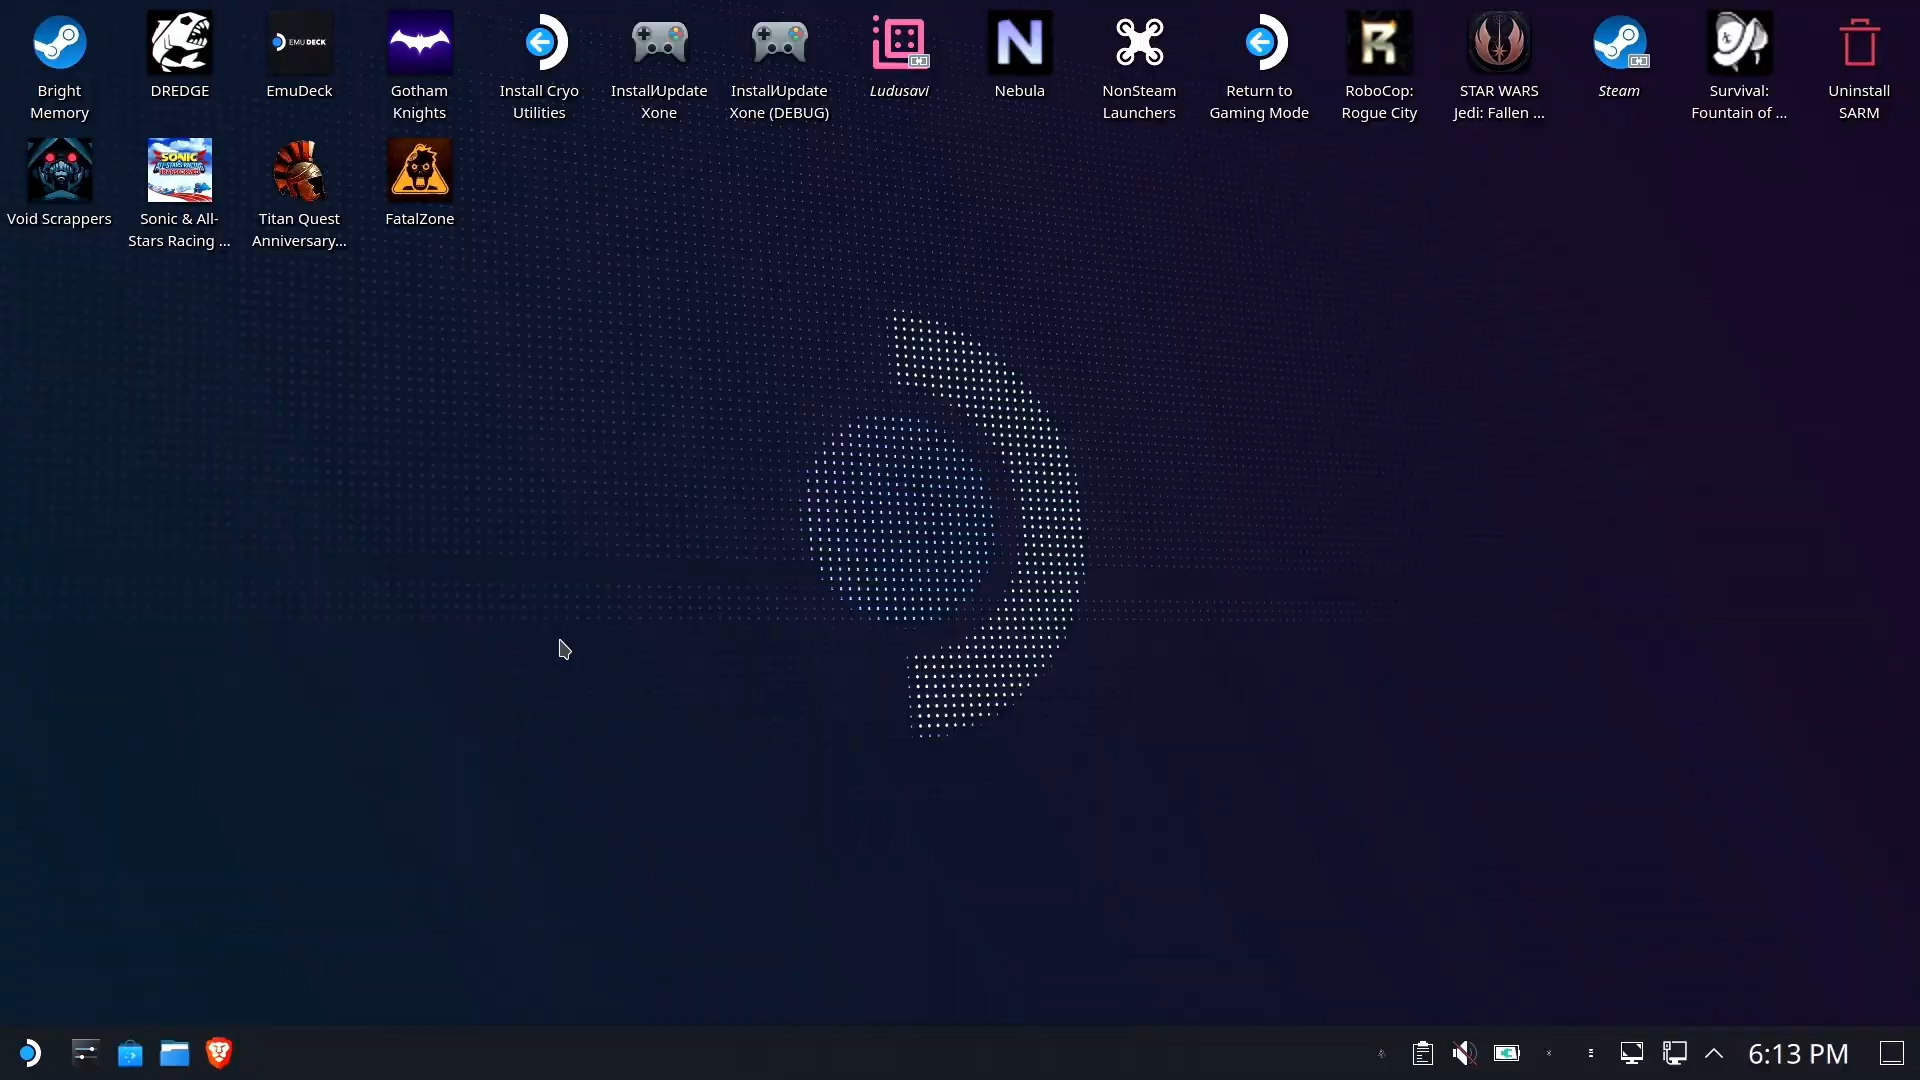 Bright
Memory
DREDGE
EMUDECK
EmuDeck
Gotham
Knights
Install Cryo
Utilities
Install⁄Update
Xone
Install⁄Update
Xone (DEBUG)
Ludusavi
N
Nebula
NonSteam
Launchers
Return to
Gaming Mode
R
RoboCop:
Rogue City
STAR WARS
Jedi: Fallen ...
Steam
Survival:
Fountain of ...
Uninstall
SARM
Void Scrappers
SONIC
Sonic & All-
Stars Racing ...
Titan Quest
Anniversary...
FatalZone
6:13 PM